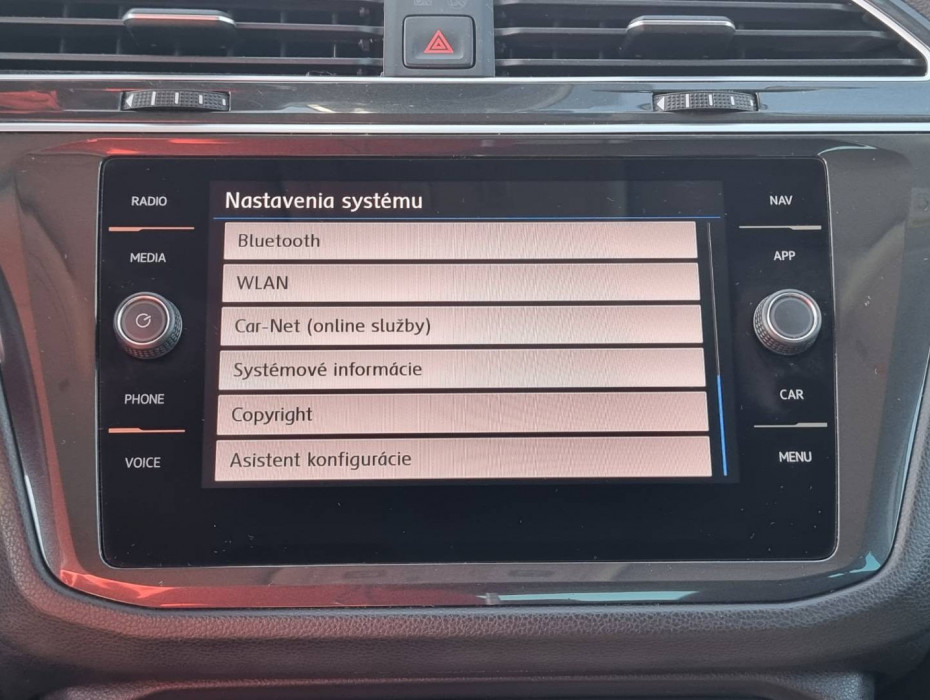 RADIO
MEDIA
PHONE
VOICE
Nastavenia systému
Bluetooth
WLAN
Car-Net (online služby)
Systémové informácie
Copyright
Asistent konfigurácie
NAV
APP
CAR
MENU